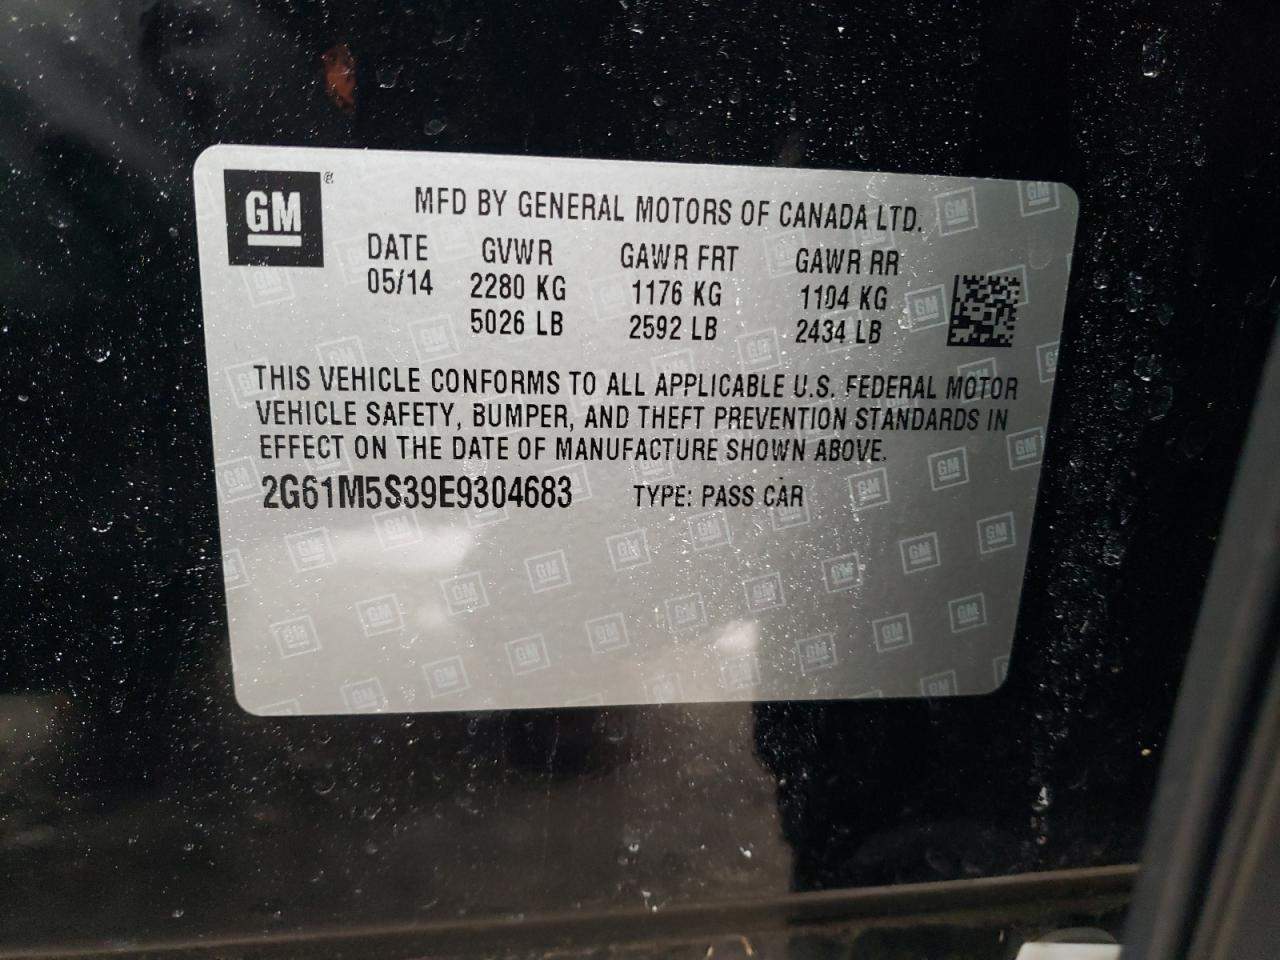 GM®
MFD BY GENERAL MOTORS OF CANADA LTD.
DATE GVWR GAWR FRT GAWR RR
05/14 2280 KG 1176 KG 1104 KG
5026 LB 2592 LB 2434 LB
THIS VEHICLE CONFORMS TO ALL APPLICABLE U.S. FEDERAL MOTOR
VEHICLE SAFETY, BUMPER, AND THEFT PREVENTION STANDARDS IN
EFFECT ON THE DATE OF MANUFACTURE SHOWN ABOVE.
2G61M5S39E9304683 TYPE: PASS CAR